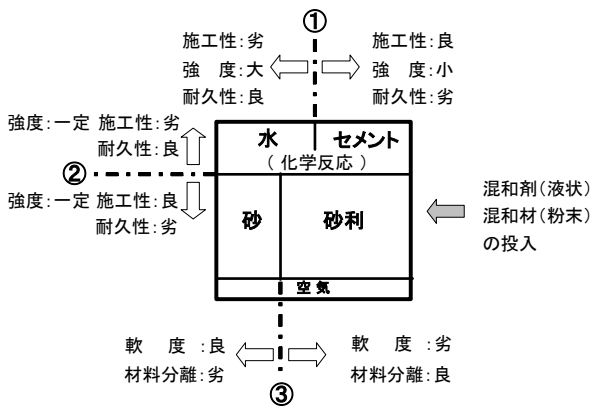 ①
施工性:劣
強 度:大
耐久性:良
施工性:良
強 度:小
耐久性:劣
強度:一定 施工性:劣
耐久性:良
②
強度:一定 施工性:良
耐久性:劣
水
セメント
(化学反応)
砂
砂利
空気
混和剤(液状)
混和材(粉末)
の投入
軟 度:良
材料分離:劣
軟 度:劣
材料分離:良
③